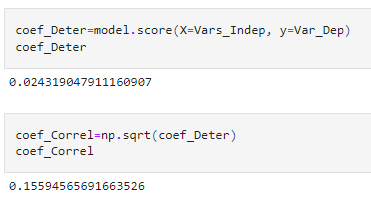 coef_Deter=model.score(X=Vars_Indep, y=Var_Dep)
coef_Deter
0.024319047911160907
coef_Correl=np.sqrt(coef_Deter)
coef_Correl
0.15594565691663526